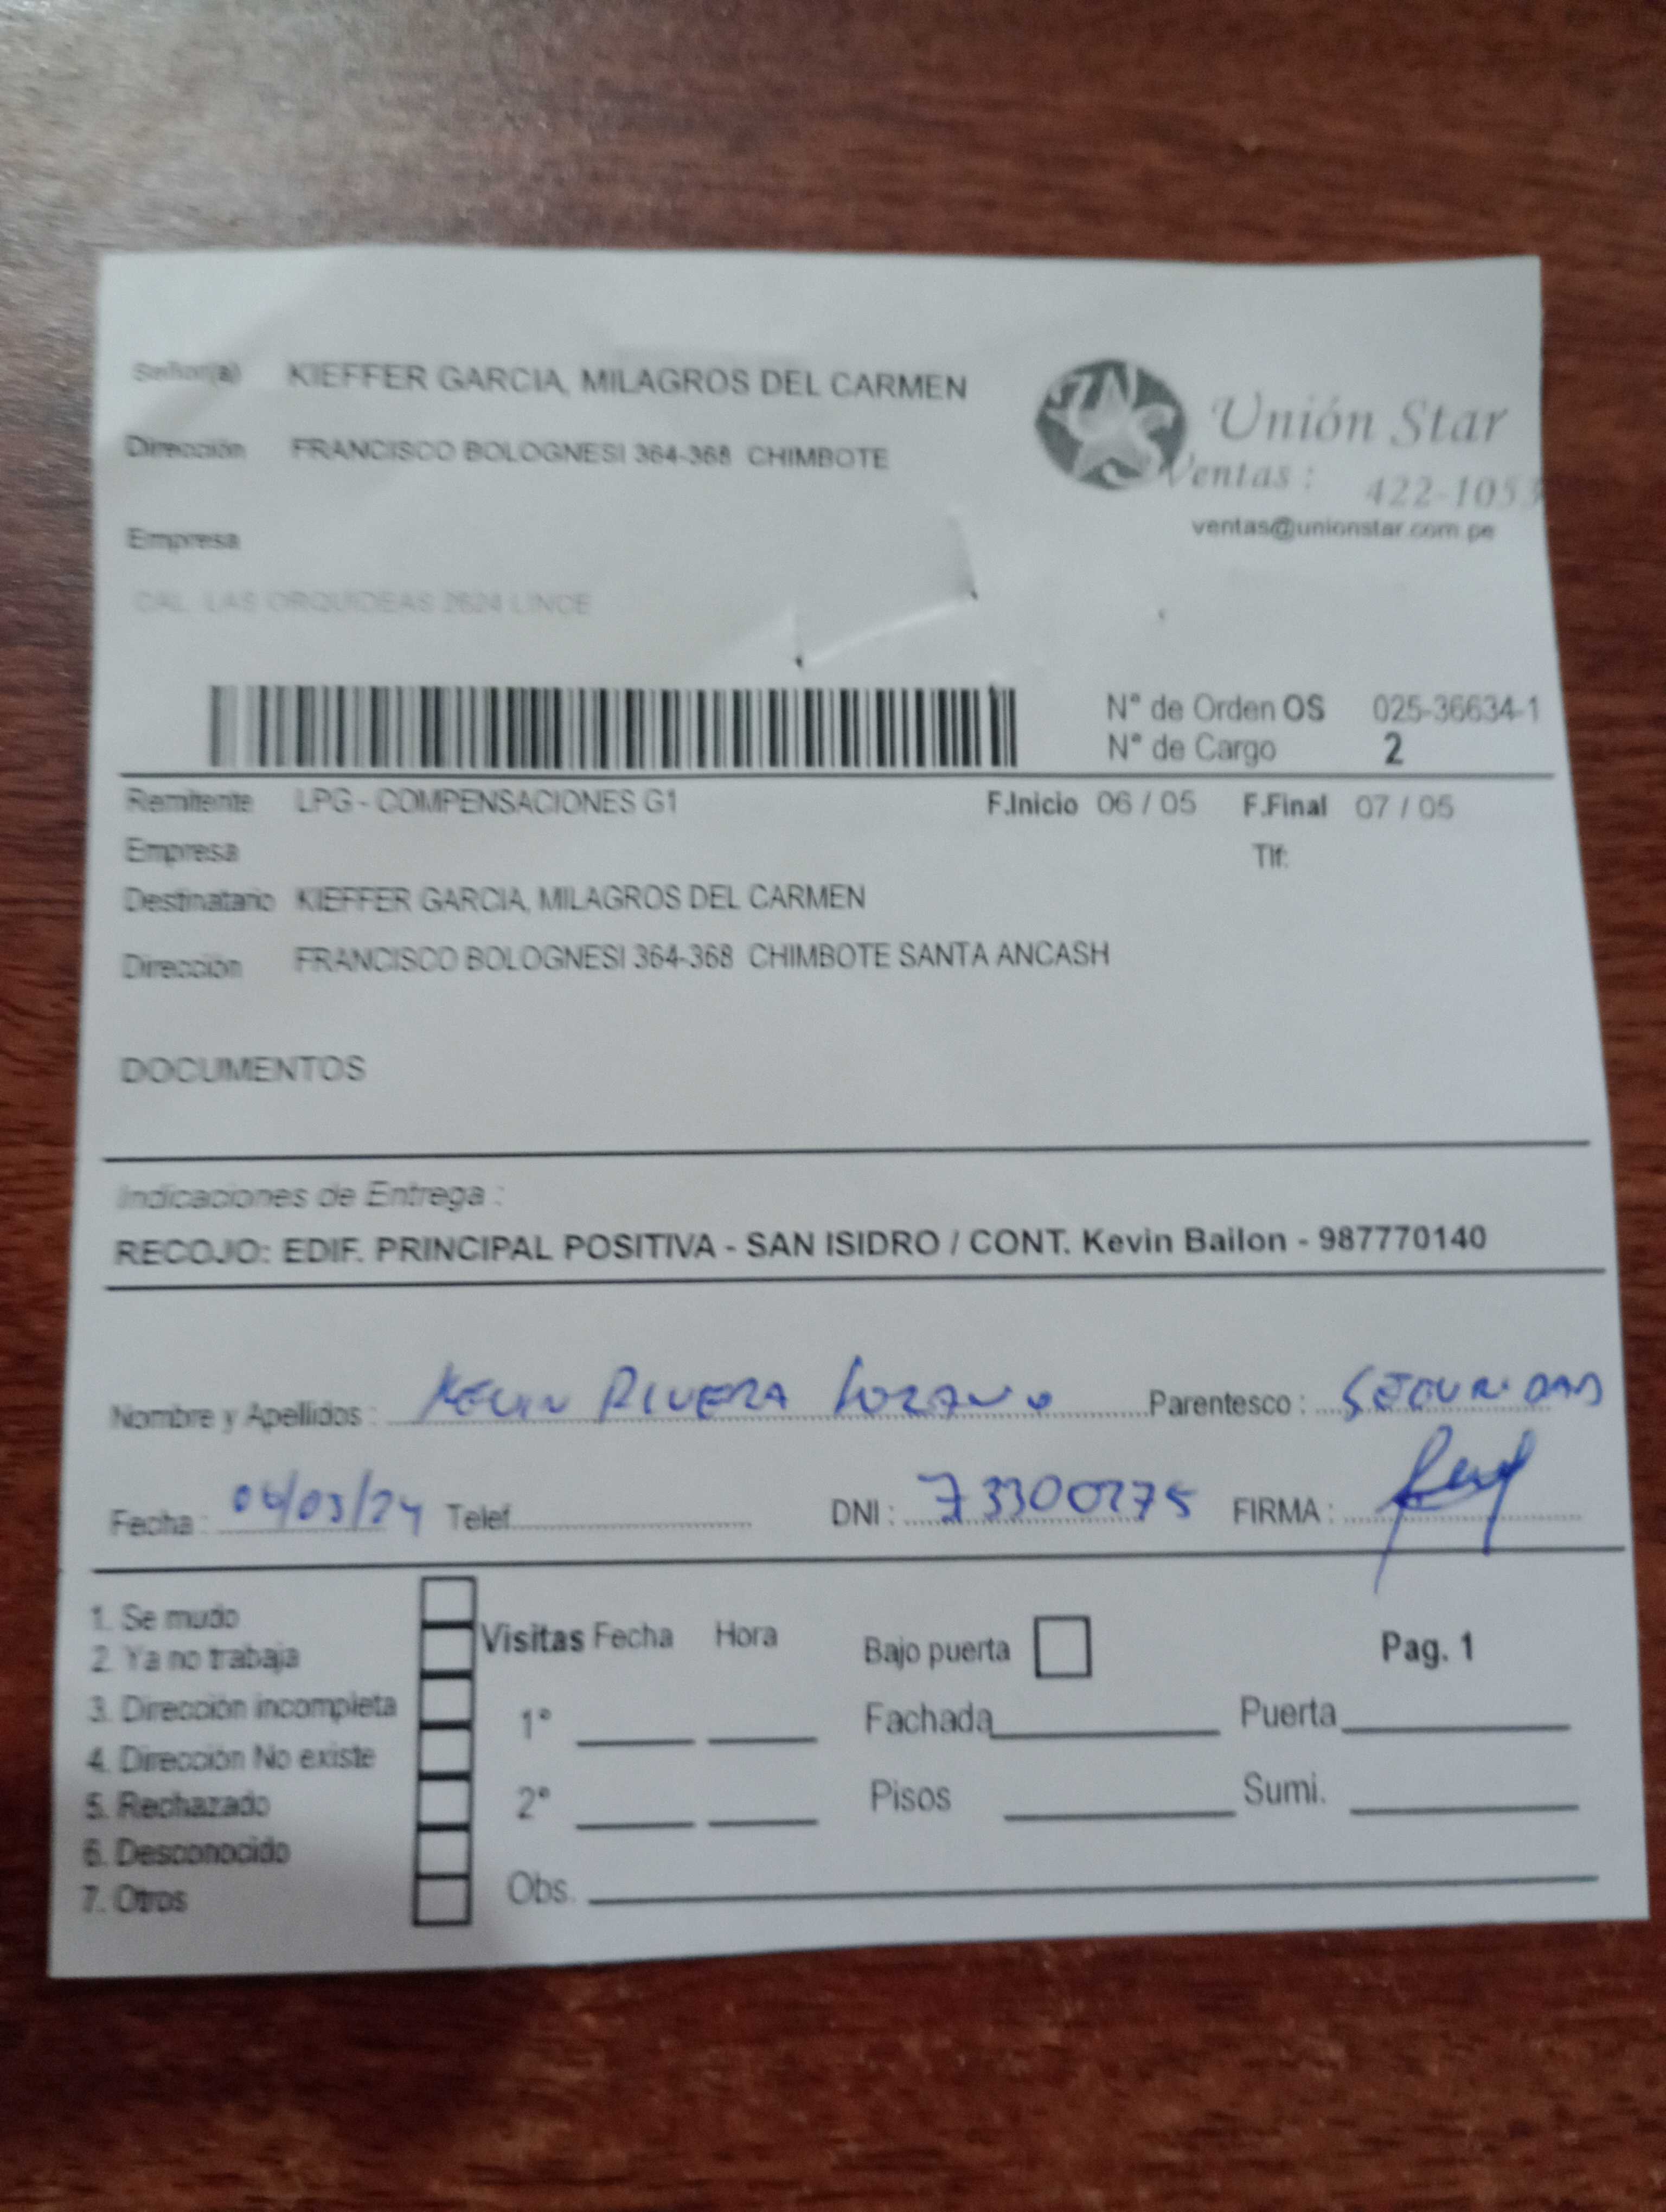 Señor(a) KIEFFER GARCIA, MILAGROS DEL CARMEN
Dirección FRANCISCO BOLOGNESI 364-368 CHIMBOTE
Unión Star
Ventas : 422-1053
ventas@unionstar.com.pe
Empresa
CAL. LAS ORQUIDEAS 2624 LINCE
N° de Orden OS 025-36634-1
N° de Cargo 2
Remitente LPG - COMPENSACIONES G1 F.Inicio 06 / 05 F.Final 07 / 05
Empresa Tlf:
Destinatario KIEFFER GARCIA, MILAGROS DEL CARMEN
Dirección FRANCISCO BOLOGNESI 364-368 CHIMBOTE SANTA ANCASH
DOCUMENTOS
Indicaciones de Entrega :
RECOJO: EDIF. PRINCIPAL POSITIVA - SAN ISIDRO / CONT. Kevin Bailon - 987770140
Nombre y Apellidos : KEVIN RIVERA LOZANO Parentesco : SEGURIDAD
Fecha : Telef. DNI : 73300275 FIRMA :
1. Se mudo
2. Ya no trabaja
3. Dirección incompleta
4. Dirección No existe
5. Rechazado
6. Desconocido
7. Otros
Visitas Fecha Hora
1°
2°
Obs.
Bajo puerta Pag. 1
Fachada Puerta
Pisos Sumi.